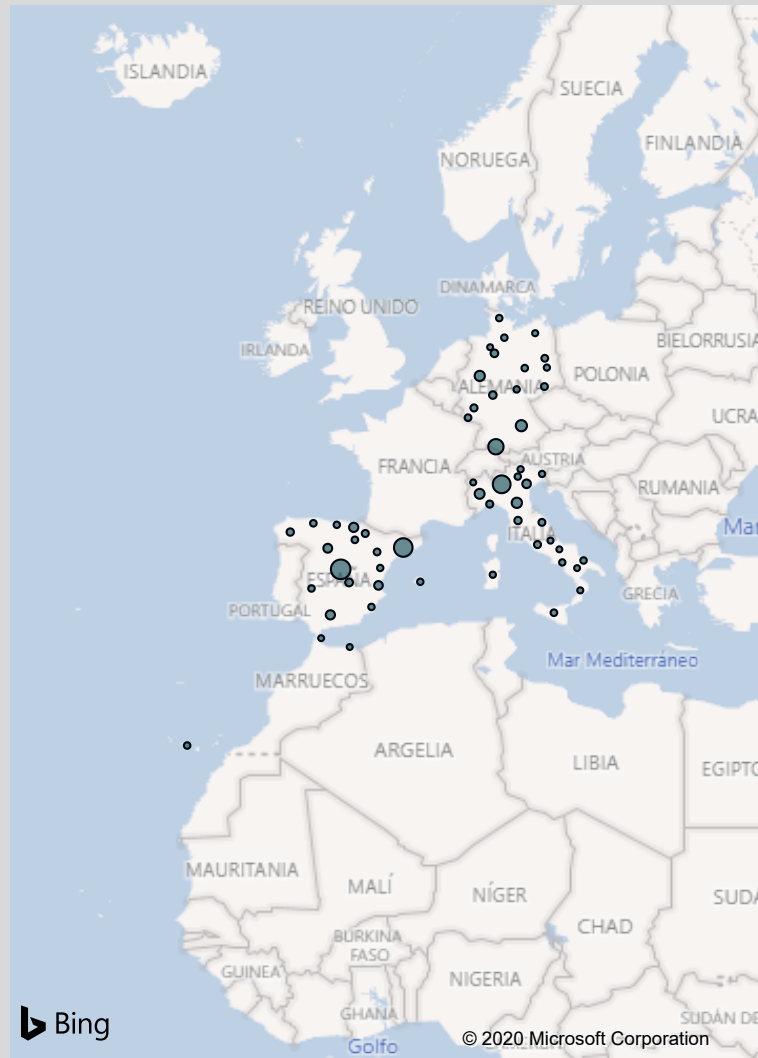 ISLANDIA
SUECIA
FINLANDIA
NORUEGA
DINAMARCA
REINO UNIDO
BIELORRUSIA
IRLANDA
POLONIA
ALEMANIA
UCRA
FRANCIA
AUSTRIA
RUMANIA
Mar
ITALIA
ESPAÑA
GRECIA
PORTUGAL
Mar Mediterráneo
MARRUECOS
ARGELIA
LIBIA
EGIPTO
MAURITANIA
MALÍ
NÍGER
SUDÁ
CHAD
BURKINA
FASO
GUINEA
NIGERIA
GHANA
SUDÁN DE
Bing
© 2020 Microsoft Corporation
Golfo